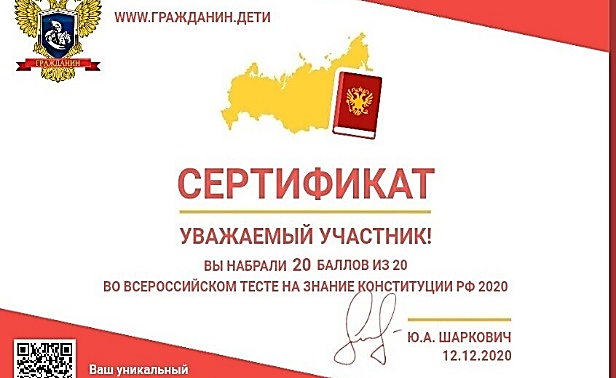 WWW.ГРАЖДАНИН.ДЕТИ
ГРАЖДАНИН
СЕРТИФИКАТ
УВАЖАЕМЫЙ УЧАСТНИК!
ВЫ НАБРАЛИ 20 БАЛЛОВ ИЗ 20
ВО ВСЕРОССИЙСКОМ ТЕСТЕ НА ЗНАНИЕ КОНСТИТУЦИИ РФ 2020
Ю.А. ШАРКОВИЧ
12.12.2020
Ваш уникальный